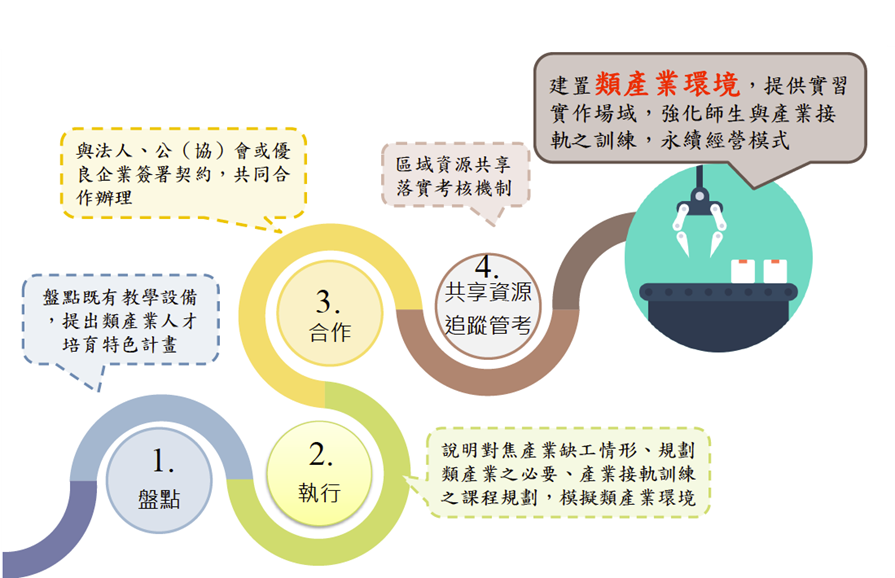 建置類產業環境，提供實習
實作場域，強化師生與產業接
軌之訓練，永續經營模式
與法人、公（協）會或優
良企業簽署契約，共同合
作辦理
區域資源共享
落實考核機制
4.
共享資源
追蹤管考
3.
合作
盤點既有教學設備
，提出類產業人才
培育特色計畫
1.
盤點
2.
執行
說明對焦產業缺工情形、規劃
類產業之必要、產業接軌訓練
之課程規劃，模擬類產業環境